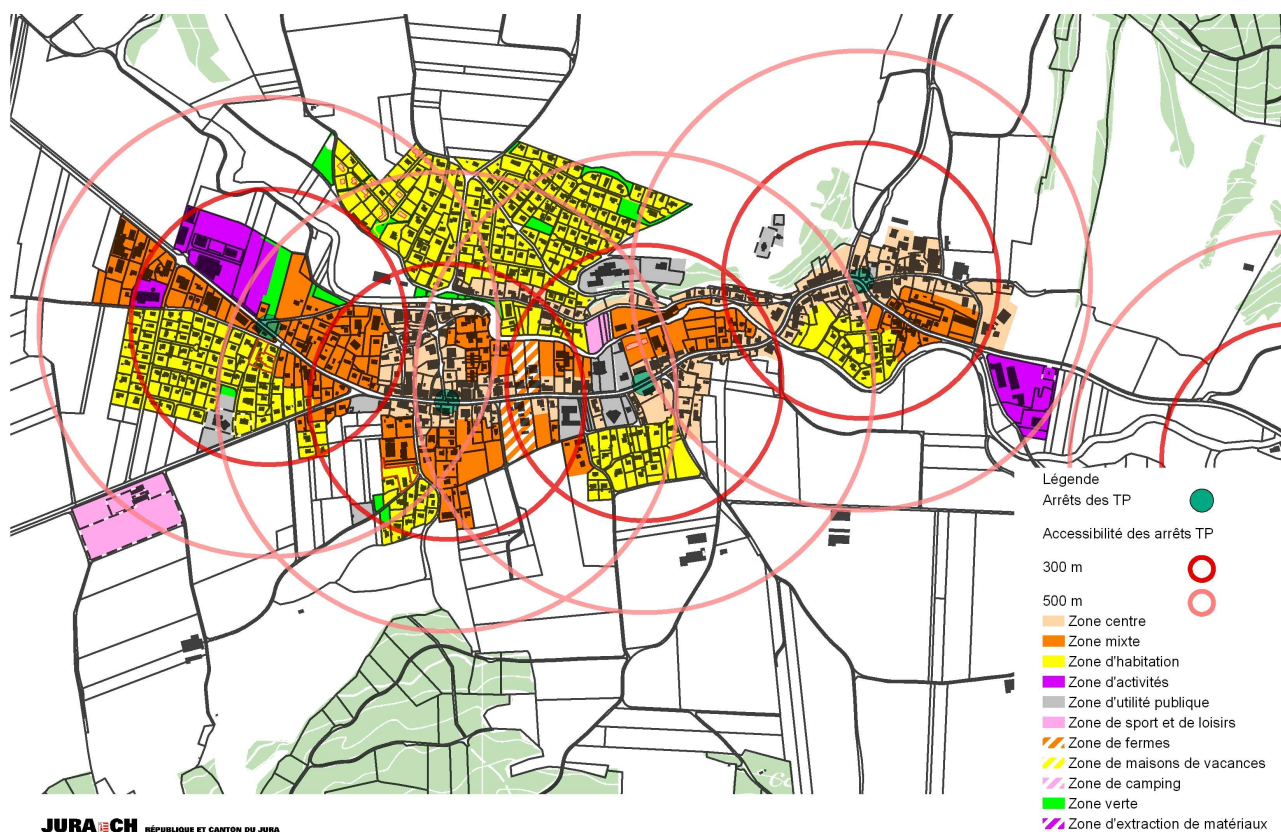 Légende
Arrêts des TP
Accessibilité des arrêts TP
300 m
500 m
Zone centre
Zone mixte
Zone d'habitation
Zone d'activités
Zone d'utilité publique
Zone de sport et de loisirs
Zone de fermes
Zone de maisons de vacances
Zone de camping
Zone verte
Zone d'extraction de matériaux
JURA CH RÉPUBLIQUE ET CANTON DU JURA